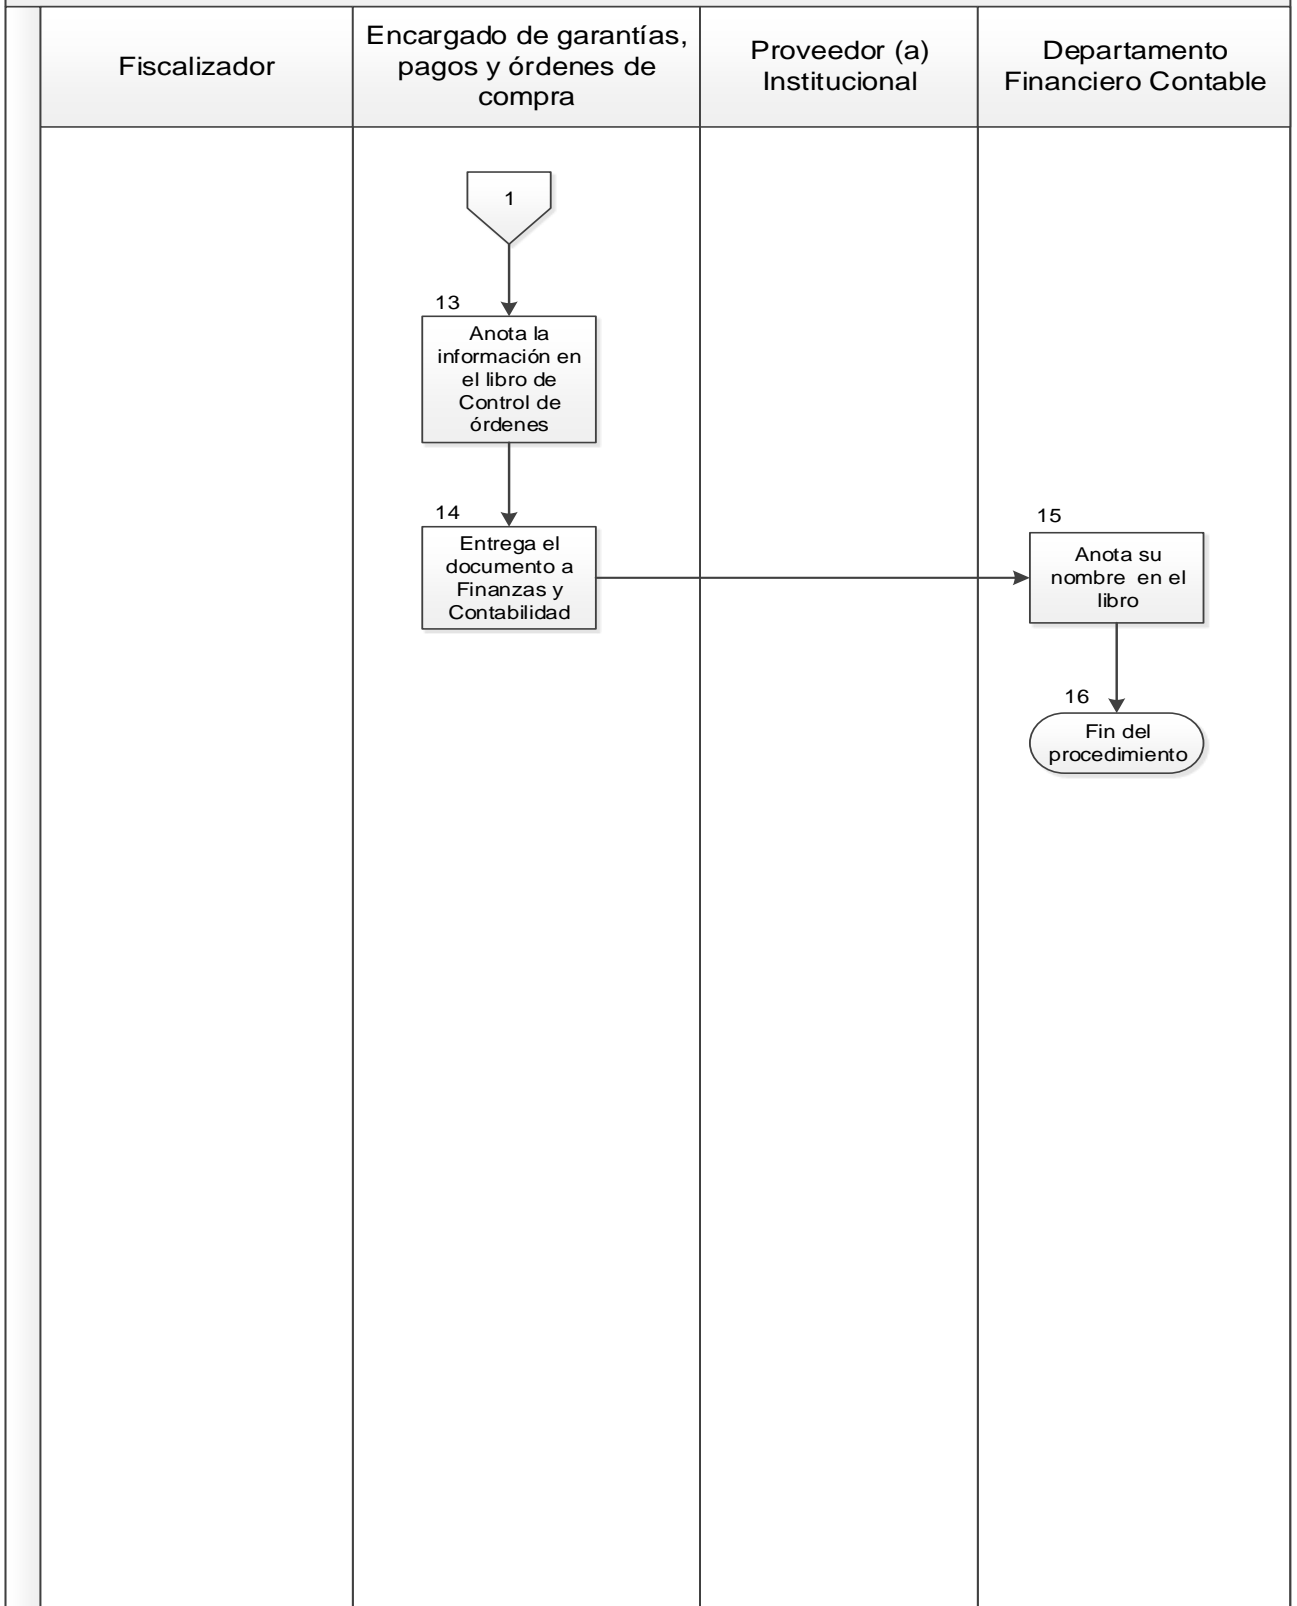 Fiscalizador
Encargado de garantías,
pagos y órdenes de
compra
Proveedor (a)
Institucional
Departamento
Financiero Contable
1
13
Anota la
información en
el libro de
Control de
órdenes
14
Entrega el
documento a
Finanzas y
Contabilidad
15
Anota su
nombre en el
libro
16
Fin del
procedimiento